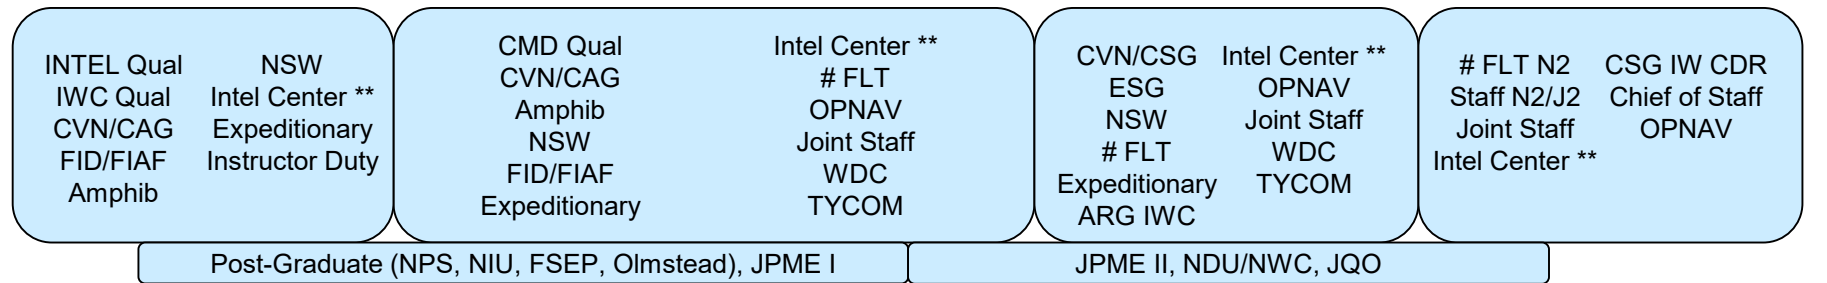 INTEL Qual
IWC Qual
CVN/CAG
FID/FIAF
Amphib
NSW
Intel Center **
Expeditionary
Instructor Duty
CMD Qual
CVN/CAG
Amphib
NSW
FID/FIAF
Expeditionary
Intel Center **
# FLT
OPNAV
Joint Staff
WDC
TYCOM
CVN/CSG
ESG
NSW
# FLT
Expeditionary
ARG IWC
Intel Center **
OPNAV
Joint Staff
WDC
TYCOM
# FLT N2
Staff N2/J2
Joint Staff
Intel Center **
CSG IW CDR
Chief of Staff
OPNAV
Post-Graduate (NPS, NIU, FSEP, Olmstead), JPME I
JPME II, NDU/NWC, JQO